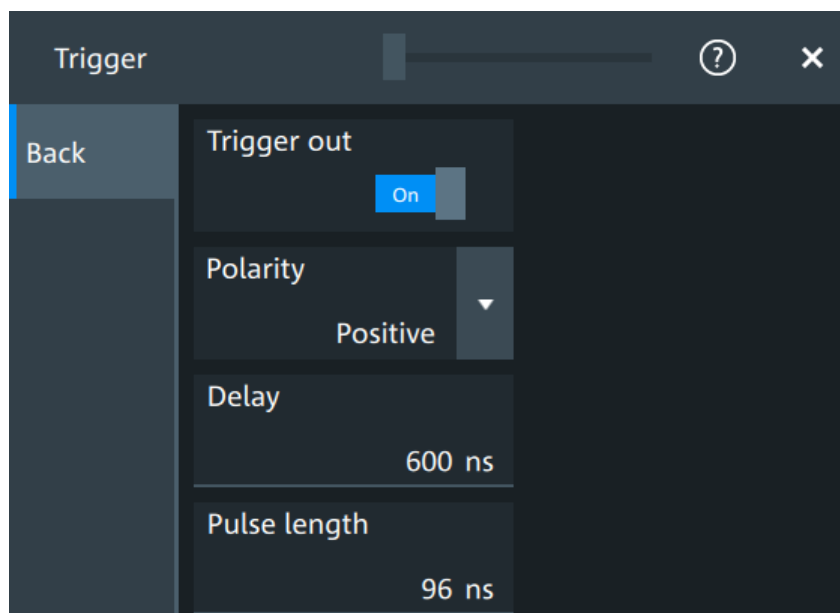 Trigger
?
Back
Trigger out
On
Polarity
Positive
Delay
600 ns
Pulse length
96 ns